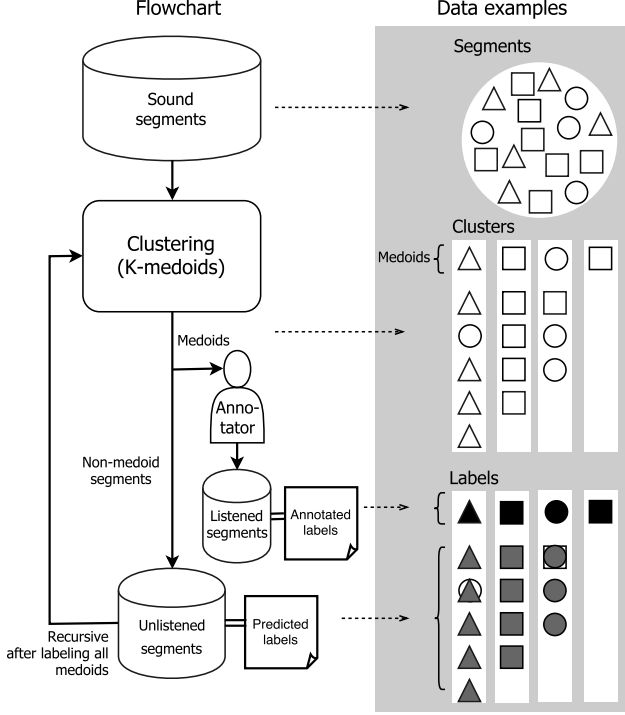 Flowchart
Data examples
Segments
Sound
segments
Clusters
Clustering
(K-medoids)
Medoids
Medoids
Anno-
tator
Non-medoid
segments
Labels
Listened
segments
Annotated
labels
Unlistened
segments
Predicted
labels
Recursive
after labeling all
medoids